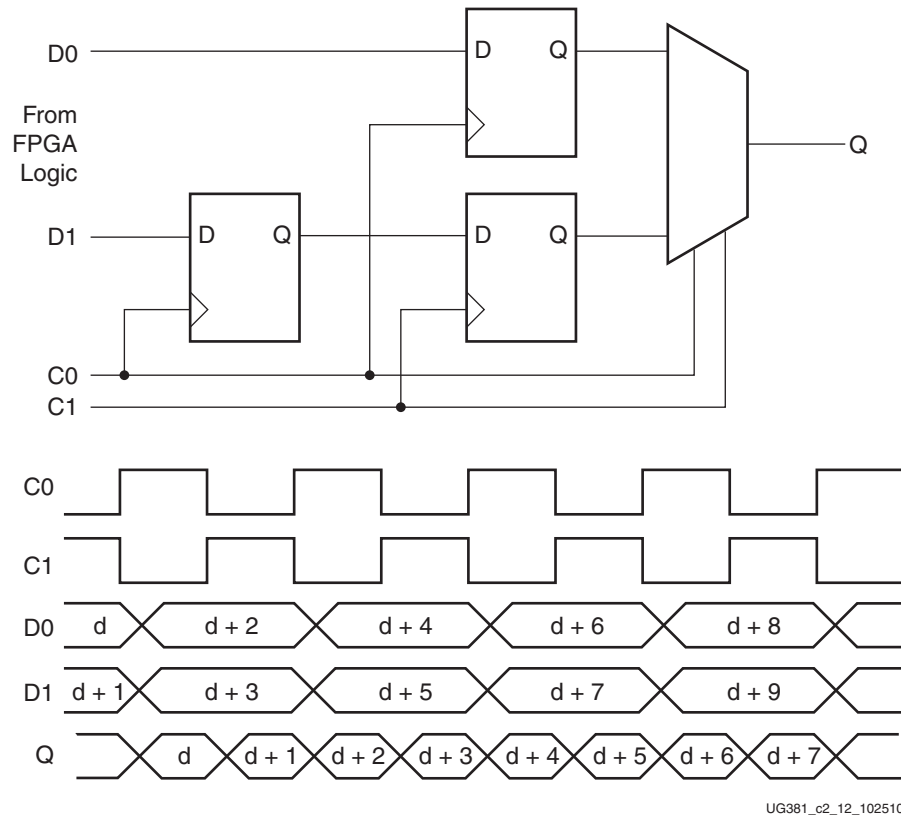 D0
D Q
From
FPGA
Logic
Q
D1
D Q
D Q
C0
C1
C0
C1
D0 d d + 2 d + 4 d + 6 d + 8
D1 d + 1 d + 3 d + 5 d + 7 d + 9
Q d d + 1 d + 2 d + 3 d + 4 d + 5 d + 6 d + 7
UG381_c2_12_102510